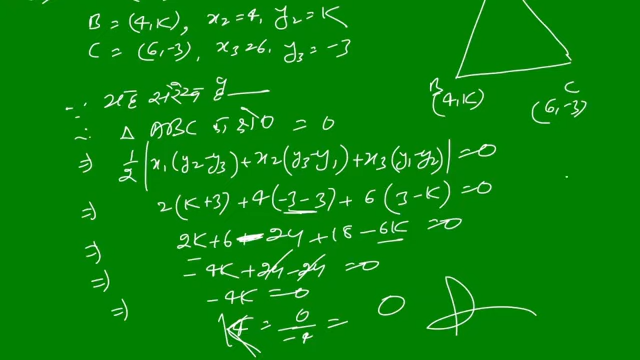 B = (4, K), x2 = 4, y2 = K
C = (6, -3), x3 = 6, y3 = -3
B
(4, K)
C
(6, -3)
∴ Δ ABC = 0
⇒ 1/2 | x1 (y2 - y3) + x2 (y3 - y1) + x3 (y1 - y2) | = 0
⇒ 2 (K + 3) + 4 (-3 - 3) + 6 (3 - K) = 0
⇒ 2K + 6 - 24 + 18 - 6K = 0
⇒ - 4K + 24 - 24 = 0
- 4K = 0
⇒ K = 0/-4 = 0